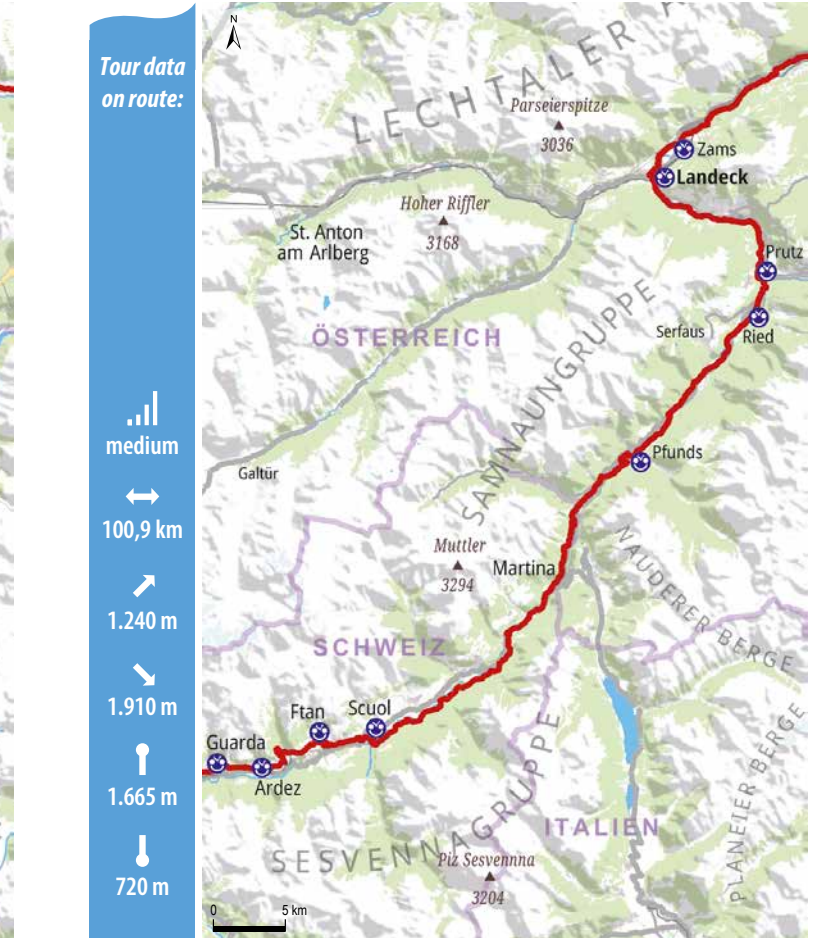 Tour data
on route:
medium
100,9 km
1.240 m
1.910 m
1.665 m
720 m
N
LECHTALER A
Parseierspitze
3036
Zams
Landeck
Hoher Riffler
3168
St. Anton
am Arlberg
Prutz
ÖSTERREICH
Serfaus
Ried
SAMNAUNGRUPPE
Pfunds
Galtür
Muttler
3294
Martina
NAUDERER BERGE
SCHWEIZ
Ftan
Scuol
Guarda
Ardez
SESVENNAGRUPPE
ITALIEN
PLANEIER BERGE
Piz Sesvennna
3204
0
5 km